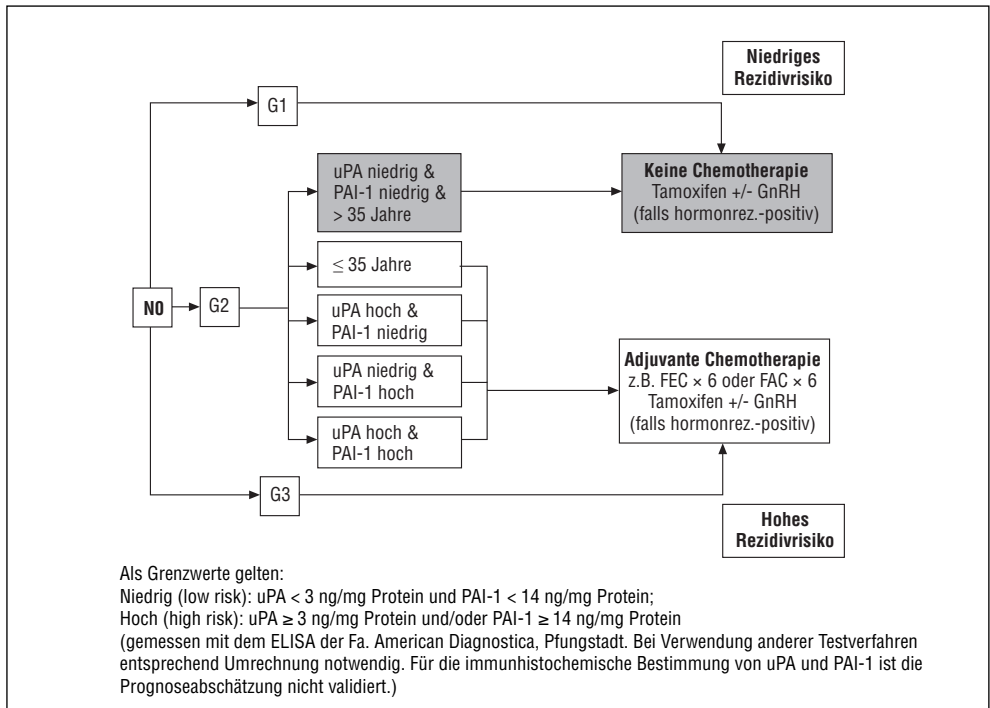 Niedriges
Rezidivrisiko
G1
uPA niedrig &
PAI-1 niedrig &
> 35 Jahre
Keine Chemotherapie
Tamoxifen +/- GnRH
(falls hormonrez.-positiv)
≤ 35 Jahre
N0
G2
uPA hoch &
PAI-1 niedrig
uPA niedrig &
PAI-1 hoch
uPA hoch &
PAI-1 hoch
Adjuvante Chemotherapie
z.B. FEC × 6 oder FAC × 6
Tamoxifen +/- GnRH
(falls hormonrez.-positiv)
G3
Hohes
Rezidivrisiko
Als Grenzwerte gelten:
Niedrig (low risk): uPA < 3 ng/mg Protein und PAI-1 < 14 ng/mg Protein;
Hoch (high risk): uPA ≥ 3 ng/mg Protein und/oder PAI-1 ≥ 14 ng/mg Protein
(gemessen mit dem ELISA der Fa. American Diagnostica, Pfungstadt. Bei Verwendung anderer Testverfahren
entsprechend Umrechnung notwendig. Für die immunhistochemische Bestimmung von uPA und PAI-1 ist die
Prognoseabschätzung nicht validiert.)